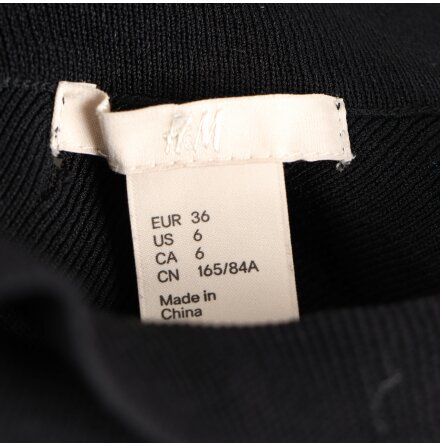 H&M
EUR 36
US 6
CA 6
CN 165/84A
Made in
China